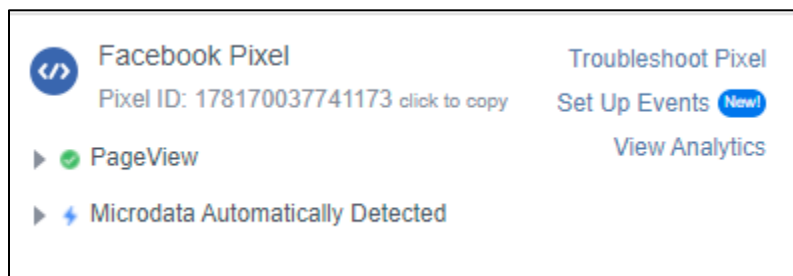 Facebook Pixel
Pixel ID: 178170037741173 click to copy
Troubleshoot Pixel
Set Up Events New!
View Analytics
PageView
Microdata Automatically Detected